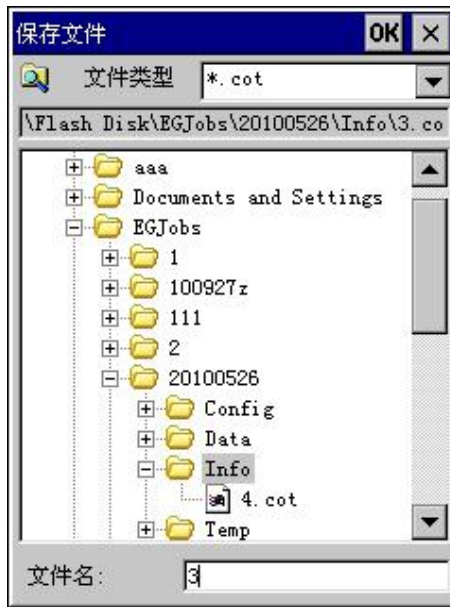 保存文件 OK ×
文件类型 *.cot
\Flash Disk\EGJobs\20100526\Info\3.co
aaa
Documents and Settings
EGJobs
1
100927z
111
2
20100526
Config
Data
Info
4.cot
Temp
文件名: 3